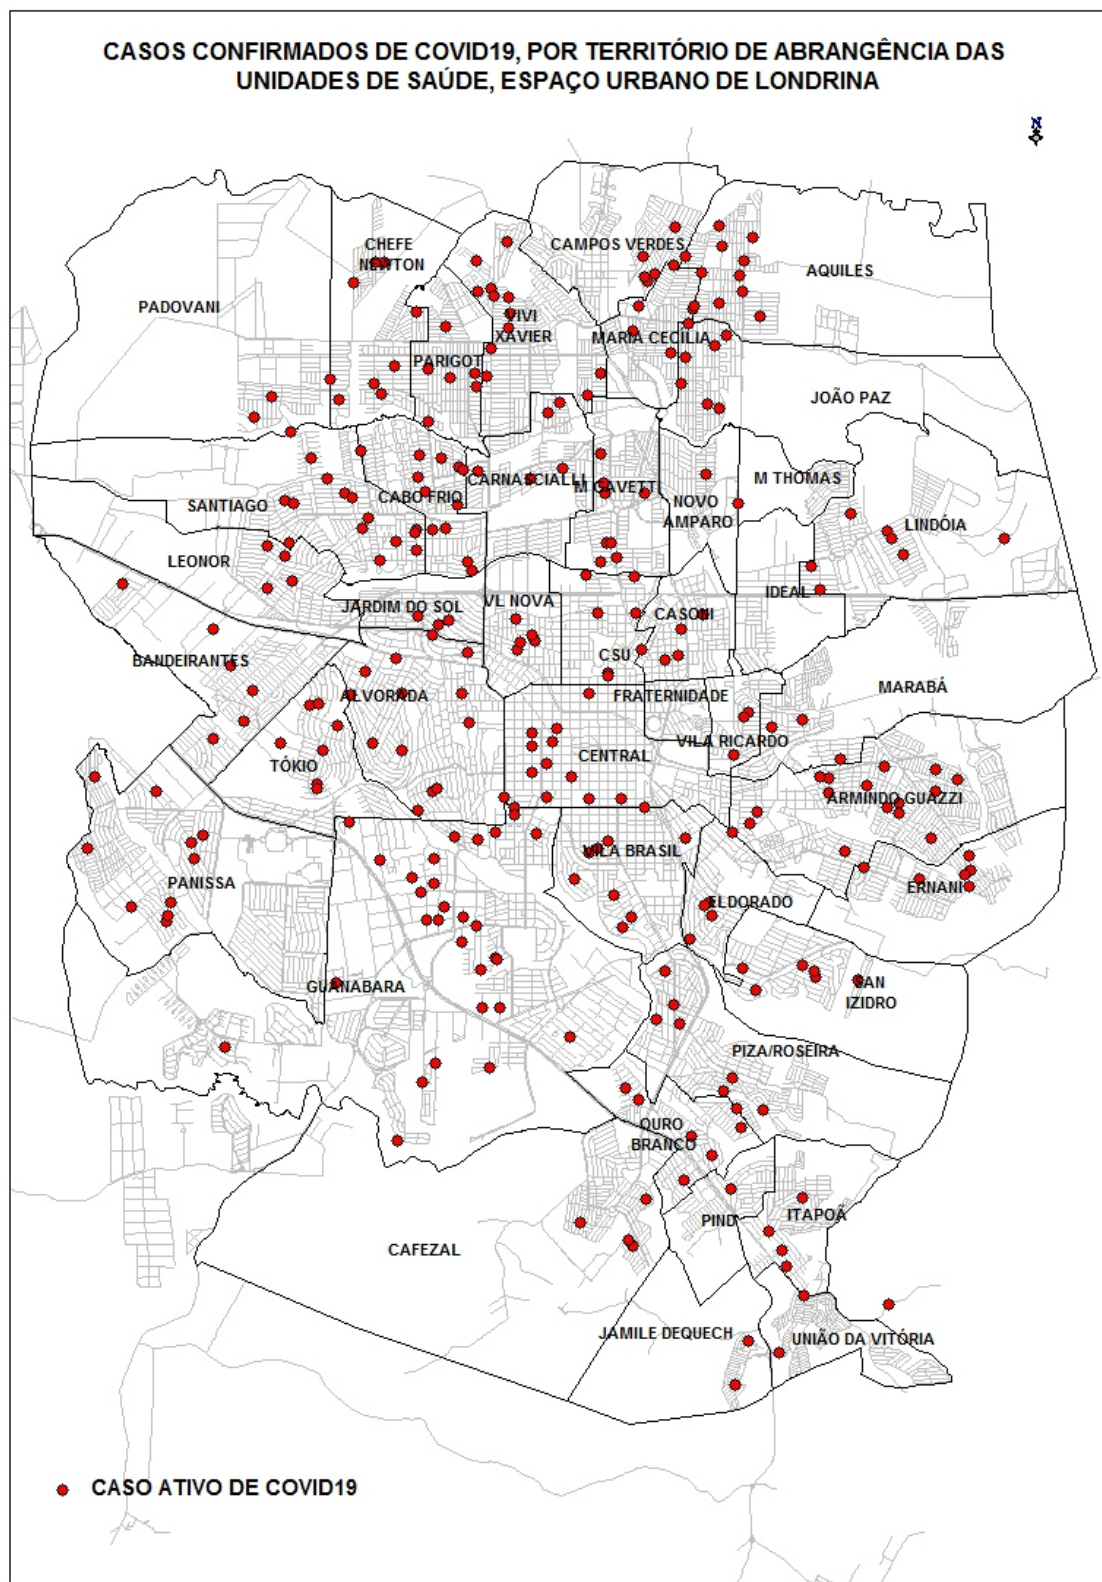 CASOS CONFIRMADOS DE COVID19, POR TERRITÓRIO DE ABRANGÊNCIA DAS
UNIDADES DE SAÚDE, ESPAÇO URBANO DE LONDRINA
N
CHEFE
NEWTON
CAMPOS VERDES
AQUILES
PADOVANI
VIVI
XAVIER
MARIA CECÍLIA
PARIGOT
JOÃO PAZ
CARNASCIALLI
M THOMAS
M GAVETTI
CABO FRIO
SANTIAGO
NOVO
AMPARO
LINDÓIA
LEONOR
IDEAL
VL NOVA
JARDIM DO SOL
CASONI
CSU
BANDEIRANTES
MARABÁ
ALVORADA
FRATERNIDADE
VILA RICARDO
CENTRAL
TÓKIO
ARMINDO GUAZZI
VILA BRASIL
PANISSA
ERNANI
ELDORADO
GUANABARA
SAN
IZIDRO
PIZA/ROSEIRA
OURO
BRANCO
PIND
ITAPOÃ
CAFEZAL
JAMILE DEQUECH
UNIÃO DA VITÓRIA
CASO ATIVO DE COVID19